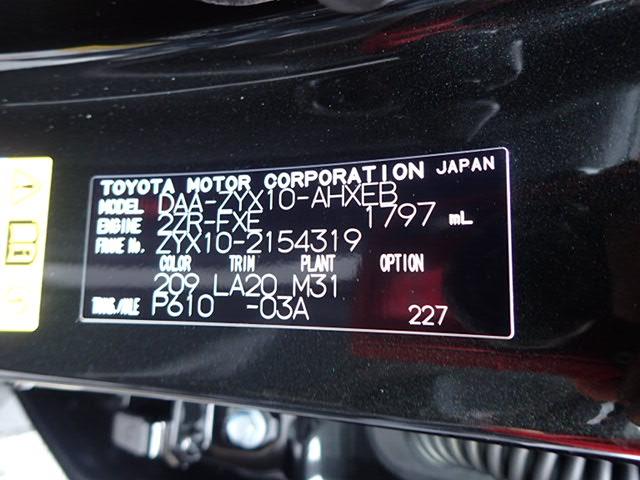 TOYOTA MOTOR CORPORATION JAPAN
MODEL DAA-ZYX10-AHXEB
ENGINE 2ZR-FXE 1797 mL
FRAME No. ZYX10-2154319
COLOR TRIM PLANT OPTION
209 LA20 M31
TRANS./AXLE P610 -03A 227